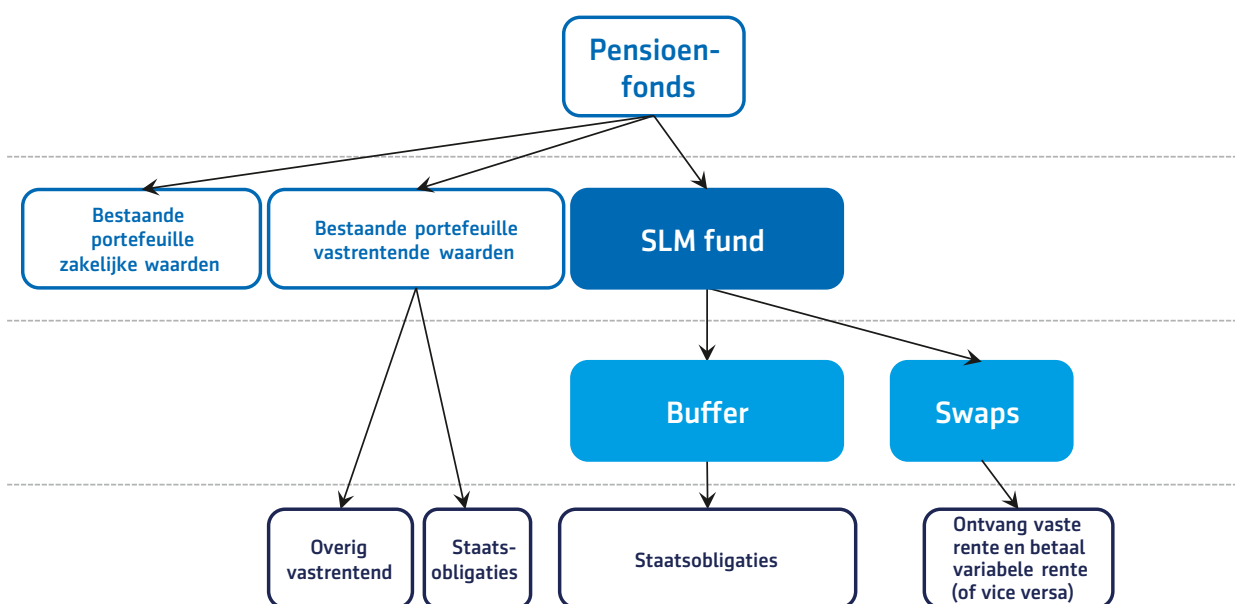 Pensioen-
fonds
Bestaande
portefeuille
zakelijke waarden
Bestaande portefeuille
vastrentende waarden
SLM fund
Buffer
Swaps
Overig
vastrentend
Staats-
obligaties
Staatsobligaties
Ontvang vaste
rente en betaal
variabele rente
(of vice versa)